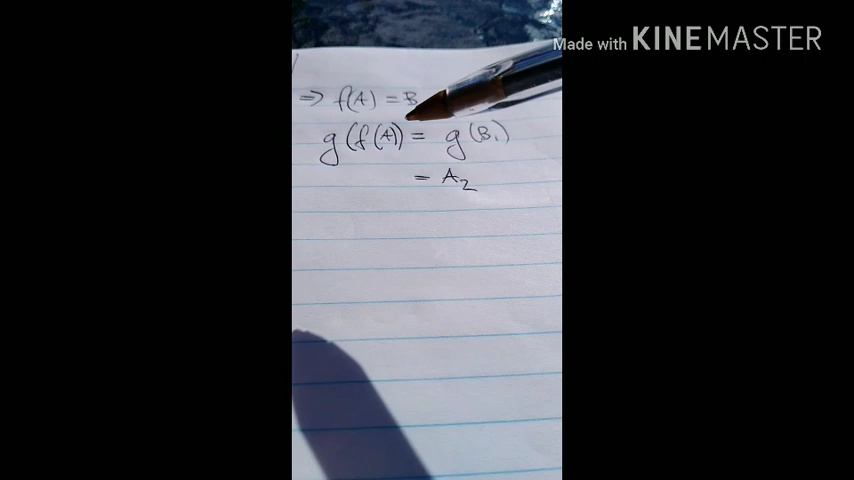 Made with KINEMASTER
⇒ f(A) = B
g(f(A)) = g(B₁)
= A₂